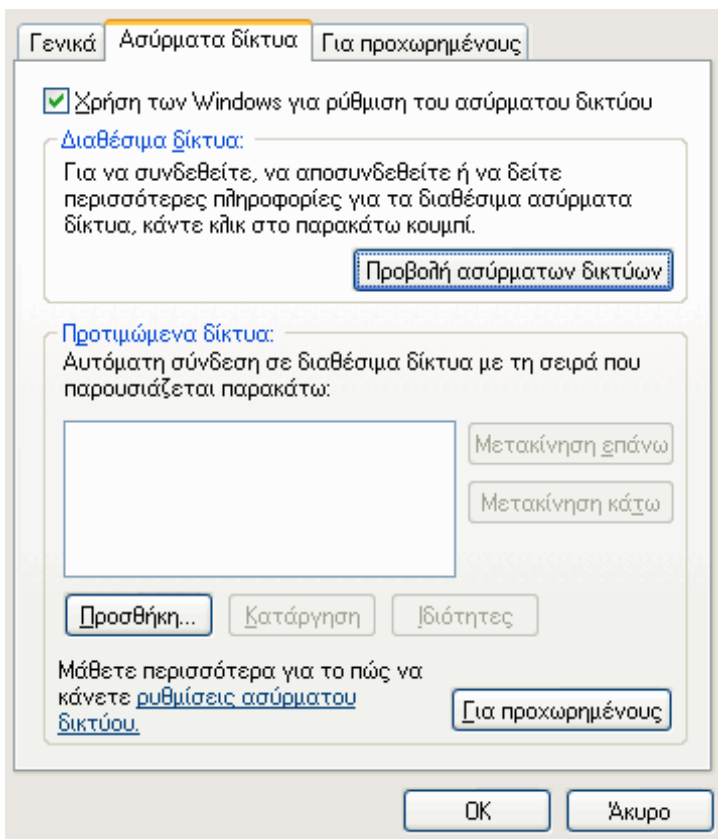 Γενικά
Ασύρματα δίκτυα
Για προχωρημένους
Χρήση των Windows για ρύθμιση του ασύρματου δικτύου
Διαθέσιμα δίκτυα:
Για να συνδεθείτε, να αποσυνδεθείτε ή να δείτε
περισσότερες πληροφορίες για τα διαθέσιμα ασύρματα
δίκτυα, κάντε κλικ στο παρακάτω κουμπί.
Προβολή ασύρματων δικτύων
Προτιμώμενα δίκτυα:
Αυτόματη σύνδεση σε διαθέσιμα δίκτυα με τη σειρά που
παρουσιάζεται παρακάτω:
Μετακίνηση επάνω
Μετακίνηση κάτω
Προσθήκη...
Κατάργηση
Ιδιότητες
Μάθετε περισσότερα για το πώς να
κάνετε ρυθμίσεις ασύρματου
δικτύου.
Για προχωρημένους
OK
Άκυρο